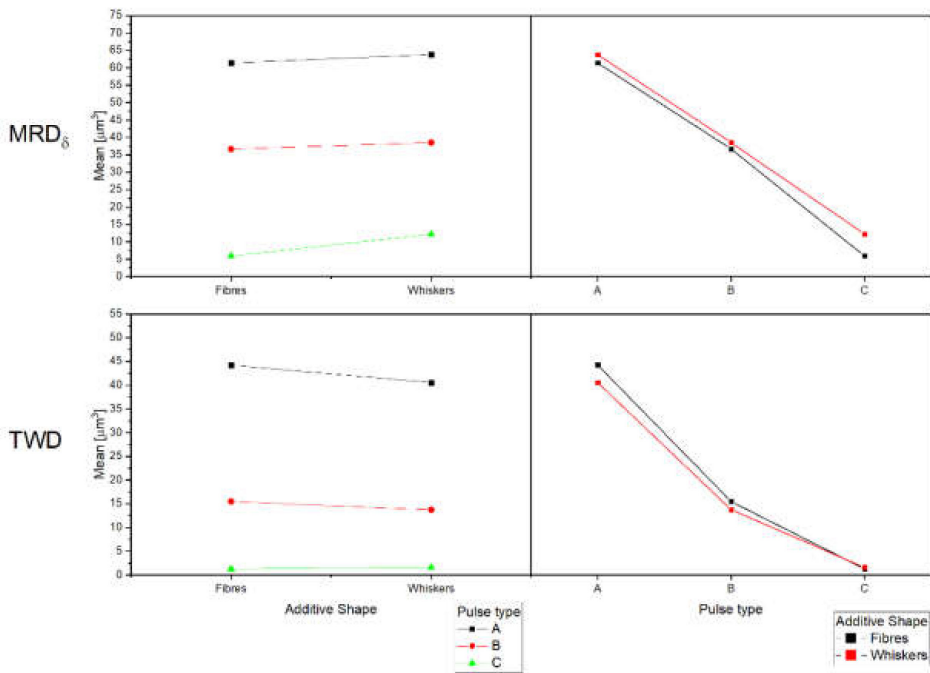 MRDδ
Mean [µm³]
75
70
65
60
55
50
45
40
35
30
25
20
15
10
5
0
Fibres Whiskers A B C
TWD
Mean [µm³]
55
50
45
40
35
30
25
20
15
10
5
0
Fibres Whiskers A B C
Additive Shape Pulse type
Pulse type
A
B
C
Additive Shape
Fibres
Whiskers